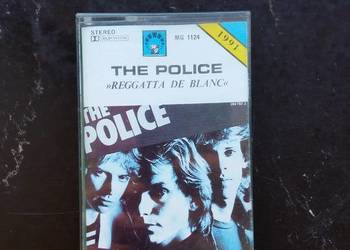 STEREO
MG 1124
1991
THE POLICE
»REGGATTA DE BLANC«
THE
POLICE